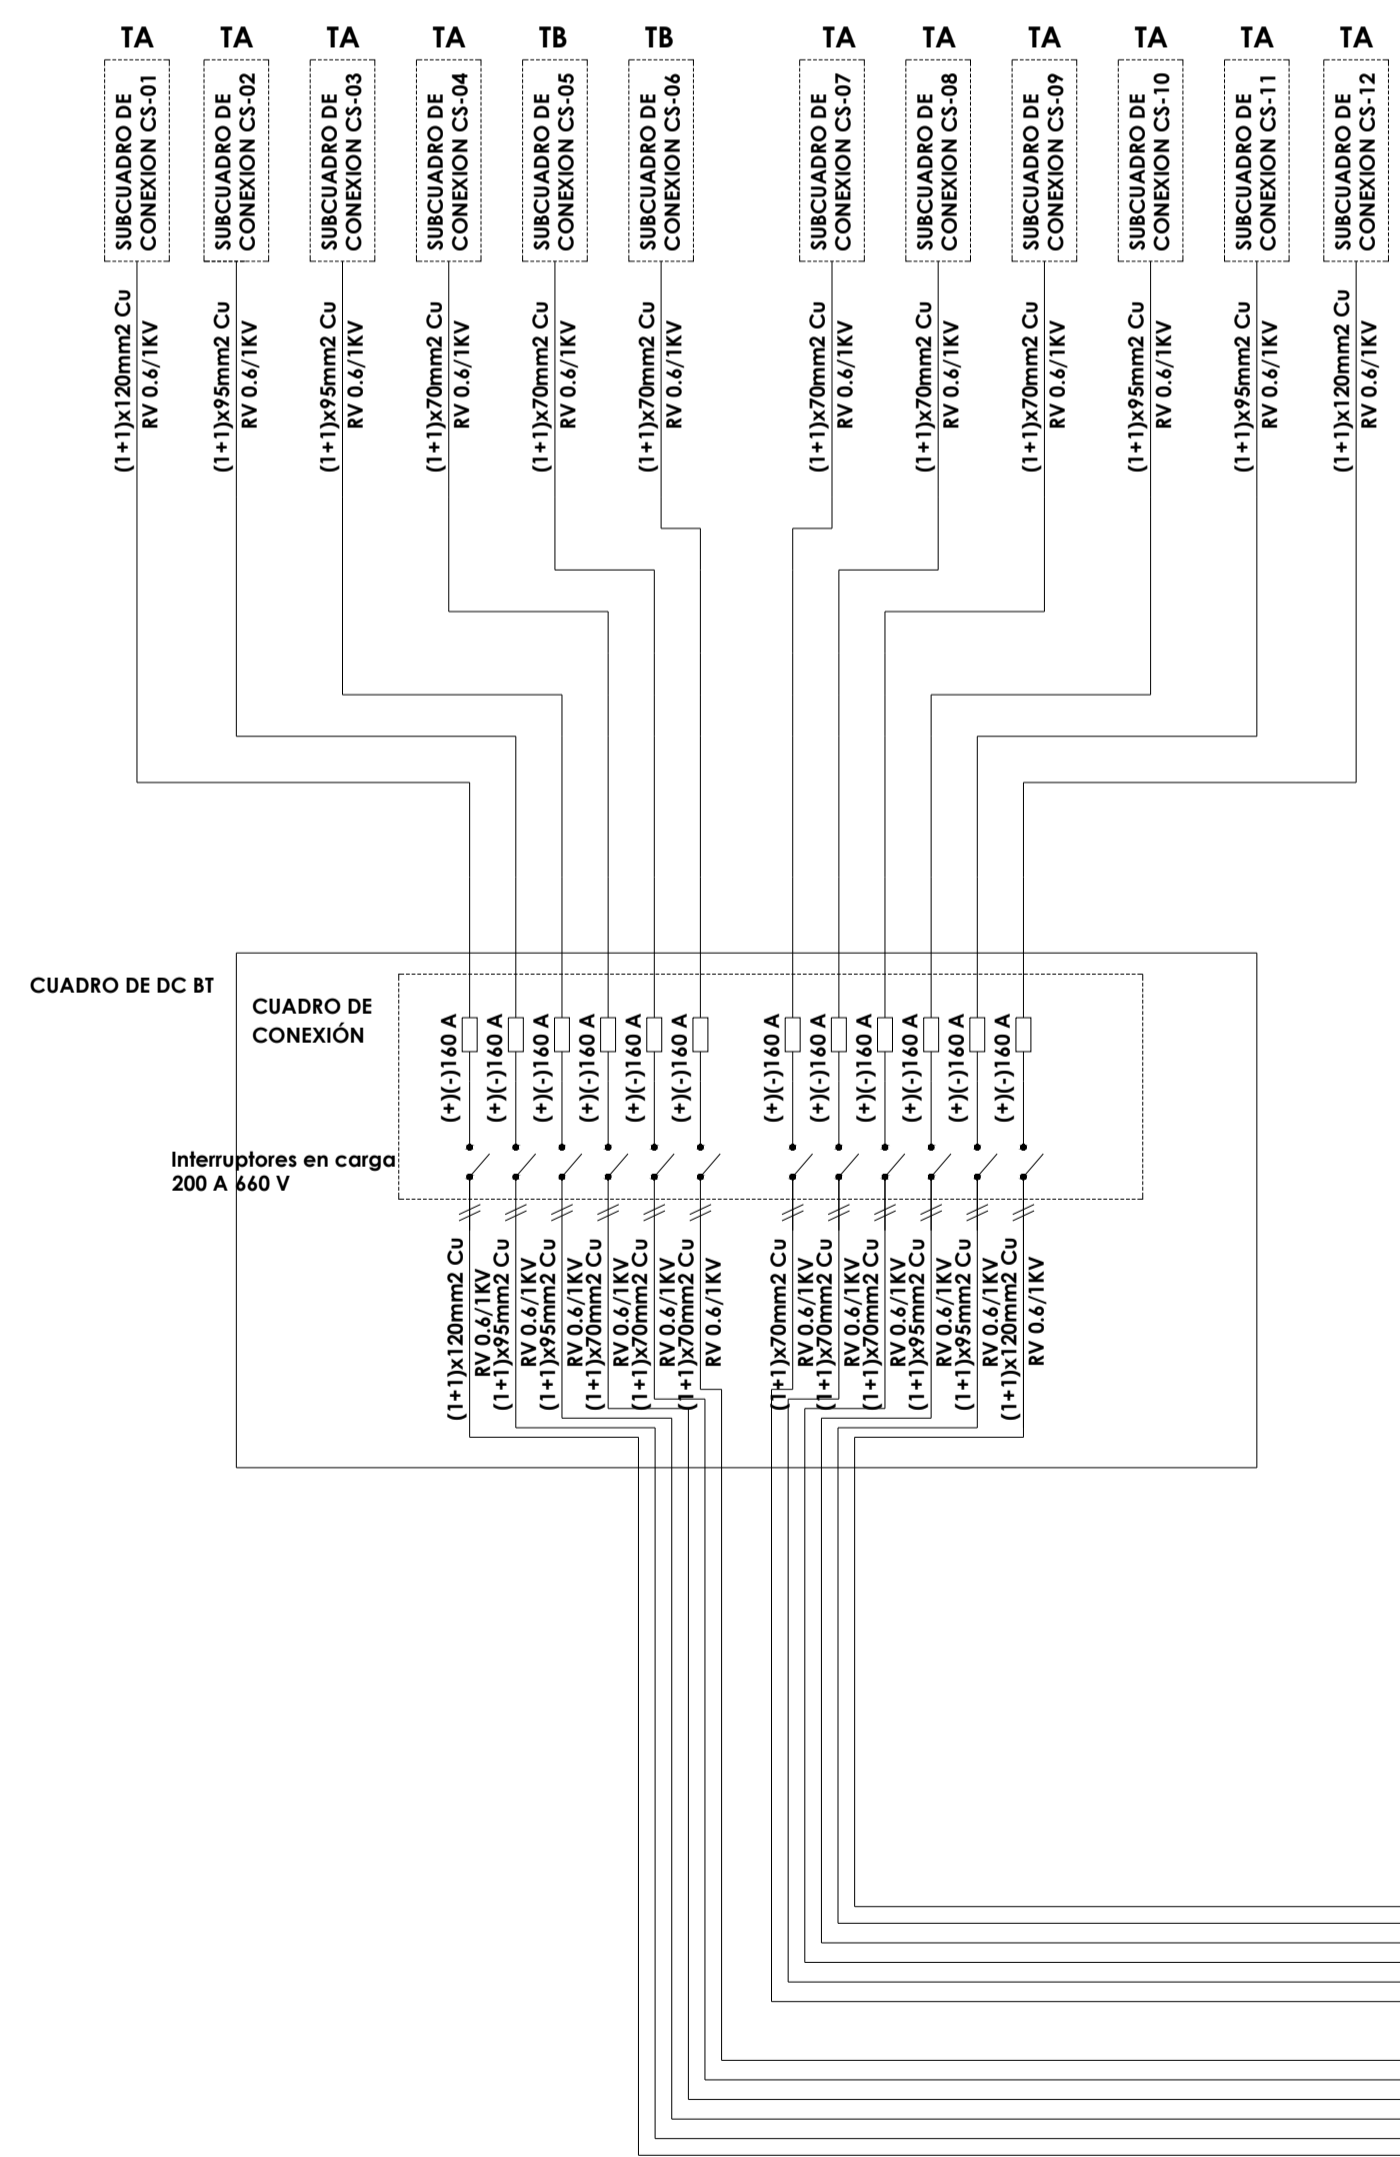 TA
TA
TA
TA
TB
TB
TA
TA
TA
TA
TA
TA
SUBCUADRO DE
CONEXION CS-01
SUBCUADRO DE
CONEXION CS-02
SUBCUADRO DE
CONEXION CS-03
SUBCUADRO DE
CONEXION CS-04
SUBCUADRO DE
CONEXION CS-05
SUBCUADRO DE
CONEXION CS-06
SUBCUADRO DE
CONEXION CS-07
SUBCUADRO DE
CONEXION CS-08
SUBCUADRO DE
CONEXION CS-09
SUBCUADRO DE
CONEXION CS-10
SUBCUADRO DE
CONEXION CS-11
SUBCUADRO DE
CONEXION CS-12
(1+1)x120mm2 Cu
RV 0.6/1KV
(1+1)x95mm2 Cu
RV 0.6/1KV
(1+1)x95mm2 Cu
RV 0.6/1KV
(1+1)x70mm2 Cu
RV 0.6/1KV
(1+1)x70mm2 Cu
RV 0.6/1KV
(1+1)x70mm2 Cu
RV 0.6/1KV
(1+1)x70mm2 Cu
RV 0.6/1KV
(1+1)x70mm2 Cu
RV 0.6/1KV
(1+1)x70mm2 Cu
RV 0.6/1KV
(1+1)x95mm2 Cu
RV 0.6/1KV
(1+1)x95mm2 Cu
RV 0.6/1KV
(1+1)x120mm2 Cu
RV 0.6/1KV
CUADRO DE DC BT
CUADRO DE
CONEXIÓN
(+)(-)160 A
(+)(-)160 A
(+)(-)160 A
(+)(-)160 A
(+)(-)160 A
(+)(-)160 A
(+)(-)160 A
(+)(-)160 A
(+)(-)160 A
(+)(-)160 A
(+)(-)160 A
(+)(-)160 A
Interruptores en carga
200 A 660 V
(1+1)x120mm2 Cu
RV 0.6/1KV
(1+1)x95mm2 Cu
RV 0.6/1KV
(1+1)x95mm2 Cu
RV 0.6/1KV
(1+1)x70mm2 Cu
RV 0.6/1KV
(1+1)x70mm2 Cu
RV 0.6/1KV
(1+1)x70mm2 Cu
RV 0.6/1KV
(1+1)x70mm2 Cu
RV 0.6/1KV
(1+1)x70mm2 Cu
RV 0.6/1KV
(1+1)x70mm2 Cu
RV 0.6/1KV
(1+1)x95mm2 Cu
RV 0.6/1KV
(1+1)x95mm2 Cu
RV 0.6/1KV
(1+1)x120mm2 Cu
RV 0.6/1KV